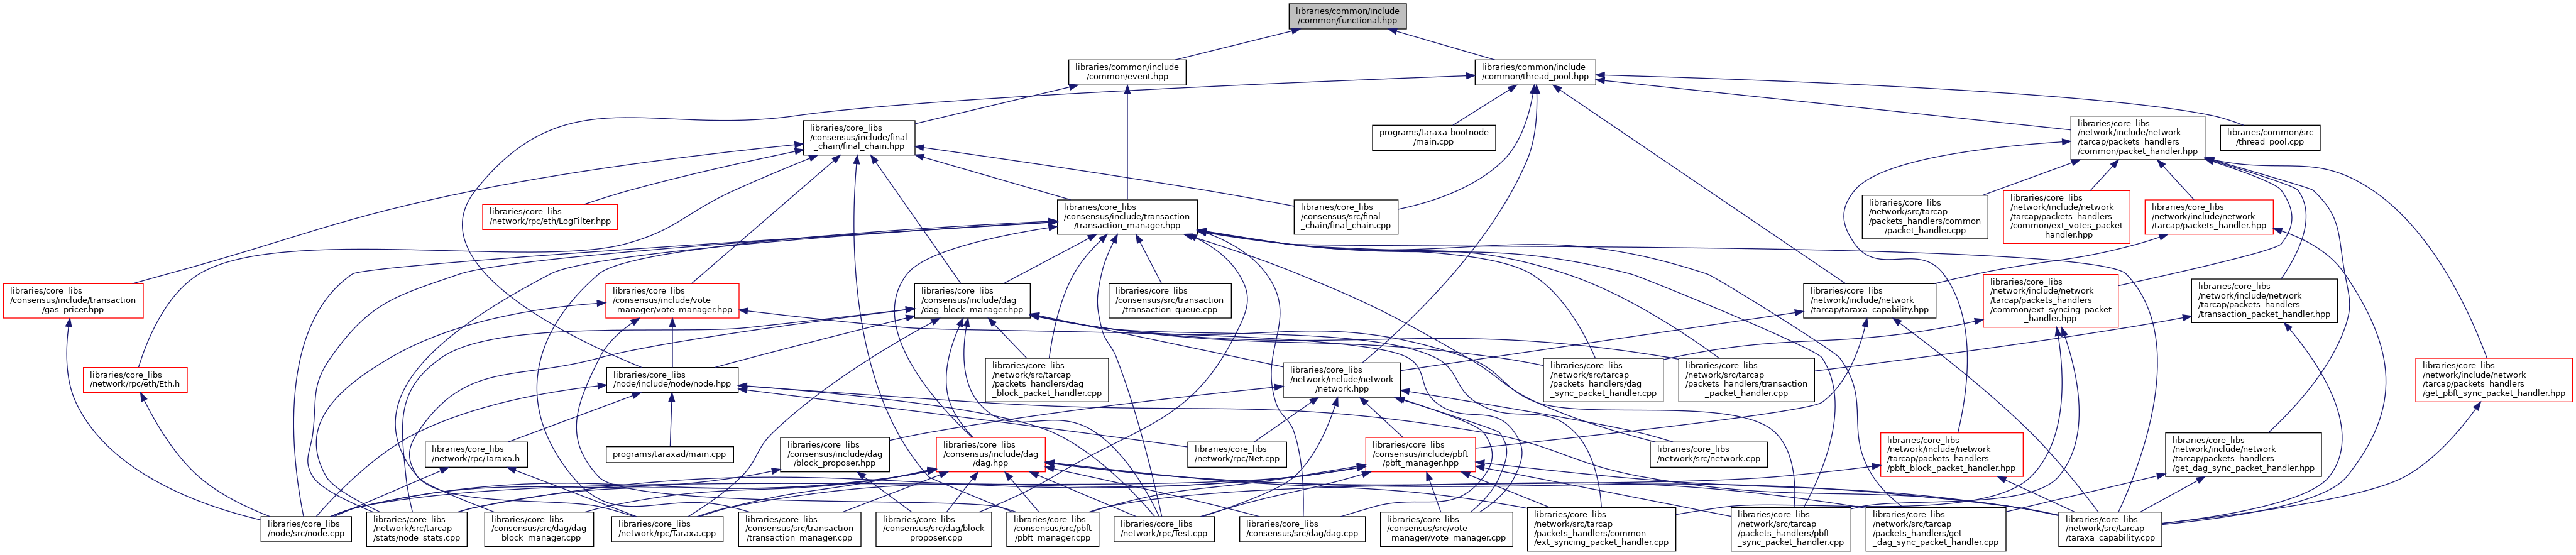 libraries/common/include
/common/functional.hpp
libraries/common/include
/common/event.hpp
libraries/common/include
/common/thread_pool.hpp
libraries/core_libs
/consensus/include/final
_chain/final_chain.hpp
programs/taraxa-bootnode
/main.cpp
libraries/core_libs
/network/include/network
/tarcap/packets_handlers
/common/packet_handler.hpp
libraries/common/src
/thread_pool.cpp
libraries/core_libs
/network/rpc/eth/LogFilter.hpp
libraries/core_libs
/consensus/include/transaction
/transaction_manager.hpp
libraries/core_libs
/consensus/src/final
_chain/final_chain.cpp
libraries/core_libs
/network/src/tarcap
/packets_handlers/common
/packet_handler.cpp
libraries/core_libs
/network/include/network
/tarcap/packets_handlers
/common/ext_votes_packet
_handler.hpp
libraries/core_libs
/network/include/network
/tarcap/packets_handler.hpp
libraries/core_libs
/consensus/include/transaction
/gas_pricer.hpp
libraries/core_libs
/consensus/include/vote
_manager/vote_manager.hpp
libraries/core_libs
/consensus/include/dag
/dag_block_manager.hpp
libraries/core_libs
/consensus/src/transaction
/transaction_queue.cpp
libraries/core_libs
/network/include/network
/tarcap/taraxa_capability.hpp
libraries/core_libs
/network/include/network
/tarcap/packets_handlers
/common/ext_syncing_packet
_handler.hpp
libraries/core_libs
/network/include/network
/tarcap/packets_handlers
/transaction_packet_handler.hpp
libraries/core_libs
/network/rpc/eth/Eth.h
libraries/core_libs
/node/include/node/node.hpp
libraries/core_libs
/network/src/tarcap
/packets_handlers/dag
_block_packet_handler.cpp
libraries/core_libs
/network/include/network
/network.hpp
libraries/core_libs
/network/src/tarcap
/packets_handlers/dag
_sync_packet_handler.cpp
libraries/core_libs
/network/src/tarcap
/packets_handlers/transaction
_packet_handler.cpp
libraries/core_libs
/network/include/network
/tarcap/packets_handlers
/get_pbft_sync_packet_handler.hpp
libraries/core_libs
/network/rpc/Taraxa.h
programs/taraxad/main.cpp
libraries/core_libs
/consensus/include/dag
/block_proposer.hpp
libraries/core_libs
/consensus/include/dag
/dag.hpp
libraries/core_libs
/network/rpc/Net.cpp
libraries/core_libs
/consensus/include/pbft
/pbft_manager.hpp
libraries/core_libs
/network/src/network.cpp
libraries/core_libs
/network/include/network
/tarcap/packets_handlers
/pbft_block_packet_handler.hpp
libraries/core_libs
/network/include/network
/tarcap/packets_handlers
/get_dag_sync_packet_handler.hpp
libraries/core_libs
/node/src/node.cpp
libraries/core_libs
/network/src/tarcap
/stats/node_stats.cpp
libraries/core_libs
/consensus/src/dag/dag
_block_manager.cpp
libraries/core_libs
/network/rpc/Taraxa.cpp
libraries/core_libs
/consensus/src/transaction
/transaction_manager.cpp
libraries/core_libs
/consensus/src/dag/block
_proposer.cpp
libraries/core_libs
/consensus/src/pbft
/pbft_manager.cpp
libraries/core_libs
/network/rpc/Test.cpp
libraries/core_libs
/consensus/src/dag/dag.cpp
libraries/core_libs
/consensus/src/vote
_manager/vote_manager.cpp
libraries/core_libs
/network/src/tarcap
/packets_handlers/common
/ext_syncing_packet_handler.cpp
libraries/core_libs
/network/src/tarcap
/packets_handlers/pbft
_sync_packet_handler.cpp
libraries/core_libs
/network/src/tarcap
/packets_handlers/get
_dag_sync_packet_handler.cpp
libraries/core_libs
/network/src/tarcap
/taraxa_capability.cpp